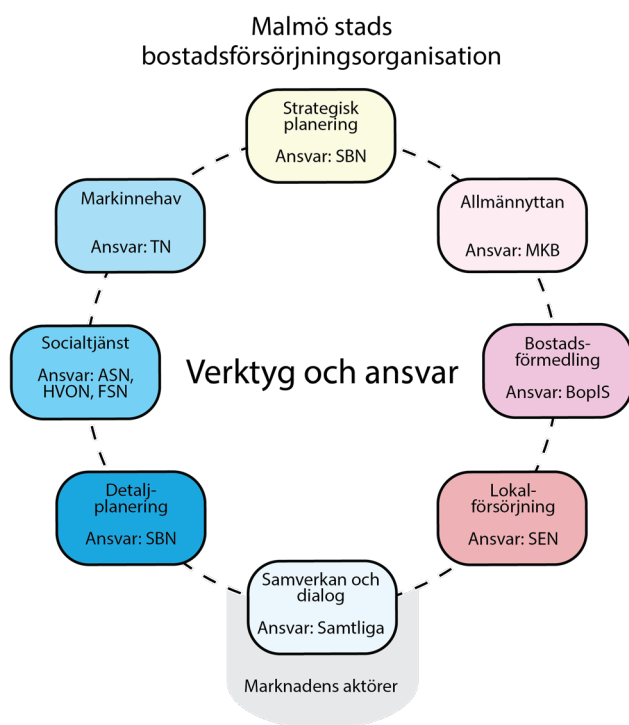 Malmö stads
bostadsförsörjningsorganisation
Strategisk
planering
Ansvar: SBN
Markinnehav
Ansvar: TN
Allmännyttan
Ansvar: MKB
Socialtjänst
Ansvar: ASN,
HVON, FSN
Verktyg och ansvar
Bostads-
förmedling
Ansvar: BoplS
Detalj-
planering
Ansvar: SBN
Lokal-
försörjning
Ansvar: SEN
Samverkan och
dialog
Ansvar: Samtliga
Marknadens aktörer